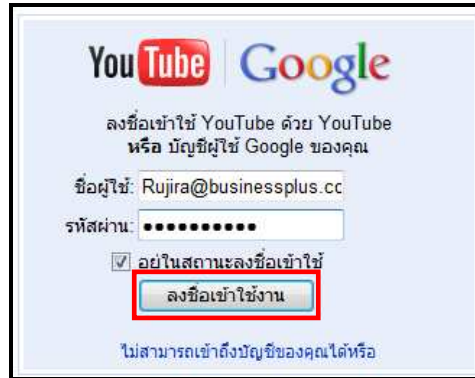 You Tube Google
ลงชื่อเข้าใช้ YouTube ด้วย YouTube
หรือ บัญชีผู้ใช้ Google ของคุณ
ชื่อผู้ใช้: Rujira@businessplus.cc
รหัสผ่าน: ●●●●●●●●●●
อยู่ในสถานะลงชื่อเข้าใช้
ลงชื่อเข้าใช้งาน
ไม่สามารถเข้าถึงบัญชีของคุณได้หรือ